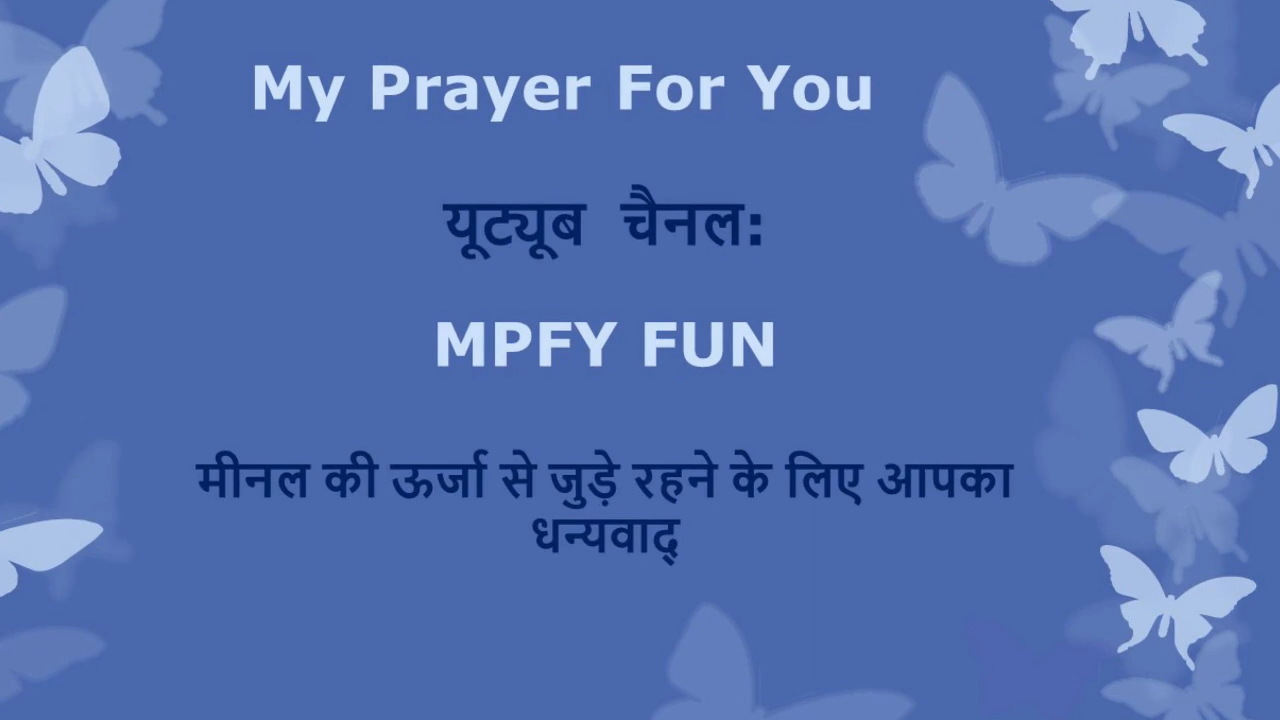 My Prayer For You
यूट्यूब चैनल:
MPFY FUN
मीनल की ऊर्जा से जुड़े रहने के लिए आपका
धन्यवाद्